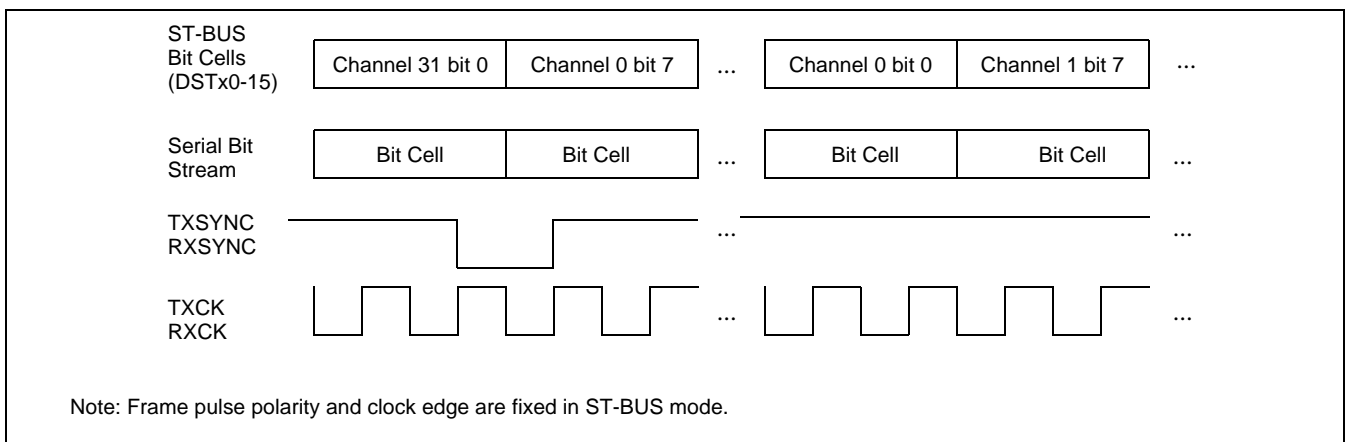 ST-BUS
Bit Cells
(DSTx0-15)
Channel 31 bit 0
Channel 0 bit 7
...
Channel 0 bit 0
Channel 1 bit 7
...
Serial Bit
Stream
Bit Cell
Bit Cell
...
Bit Cell
Bit Cell
...
TXSYNC
RXSYNC
...
...
TXCK
RXCK
...
...
Note: Frame pulse polarity and clock edge are fixed in ST-BUS mode.